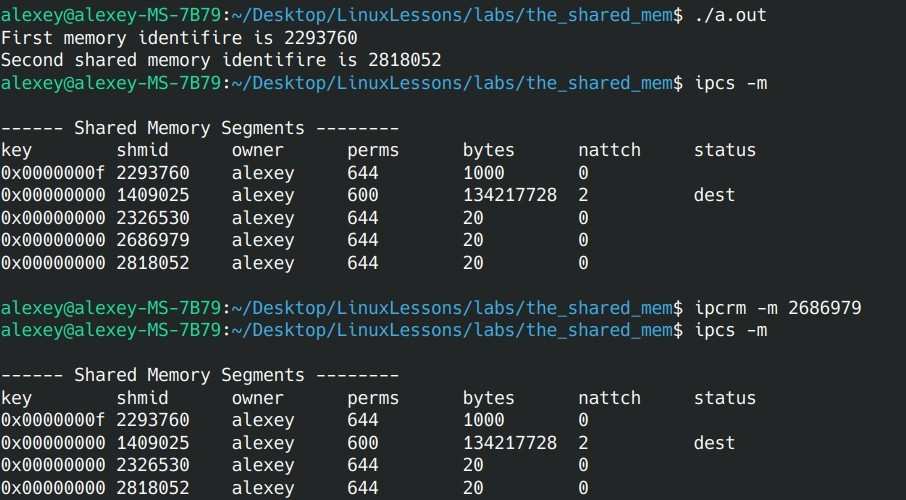 alexey@alexey-MS-7B79:~/Desktop/LinuxLessons/labs/the_shared_mem$ ./a.out
First memory identifire is 2293760
Second shared memory identifire is 2818052
alexey@alexey-MS-7B79:~/Desktop/LinuxLessons/labs/the_shared_mem$ ipcs -m
------ Shared Memory Segments --------
key shmid owner perms bytes nattch status
0x0000000f 2293760 alexey 644 1000 0
0x00000000 1409025 alexey 600 134217728 2 dest
0x00000000 2326530 alexey 644 20 0
0x00000000 2686979 alexey 644 20 0
0x00000000 2818052 alexey 644 20 0
alexey@alexey-MS-7B79:~/Desktop/LinuxLessons/labs/the_shared_mem$ ipcrm -m 2686979
alexey@alexey-MS-7B79:~/Desktop/LinuxLessons/labs/the_shared_mem$ ipcs -m
------ Shared Memory Segments --------
key shmid owner perms bytes nattch status
0x0000000f 2293760 alexey 644 1000 0
0x00000000 1409025 alexey 600 134217728 2 dest
0x00000000 2326530 alexey 644 20 0
0x00000000 2818052 alexey 644 20 0